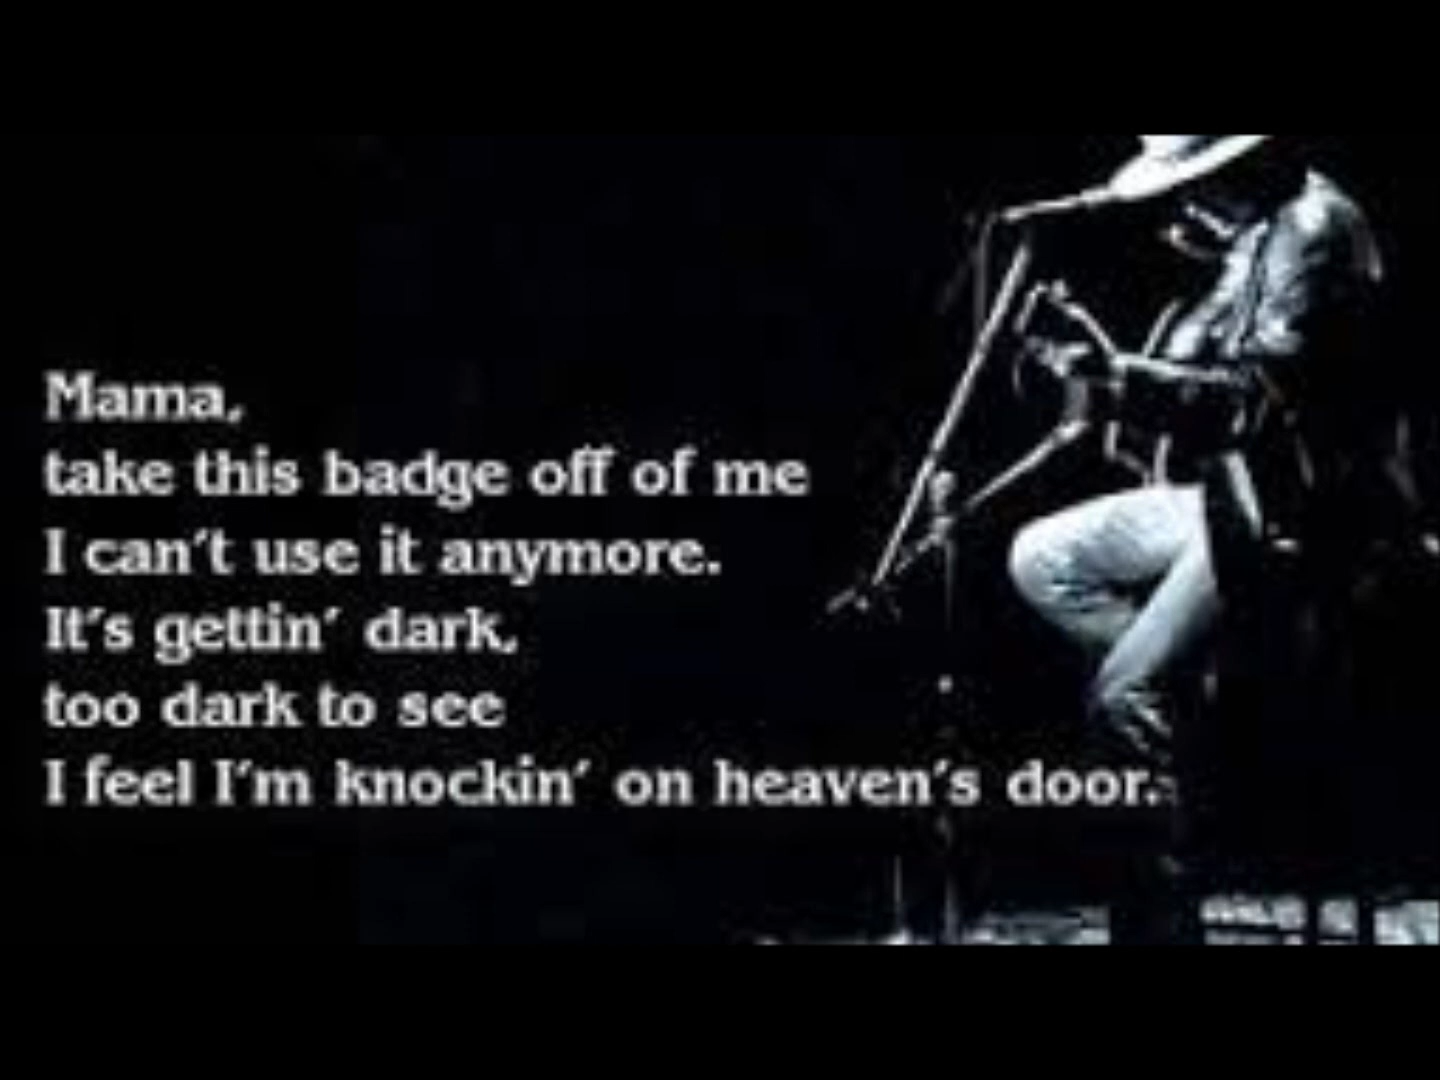 Mama,
take this badge off of me
I can't use it anymore.
It's gettin' dark,
too dark to see
I feel I'm knockin' on heaven's door.